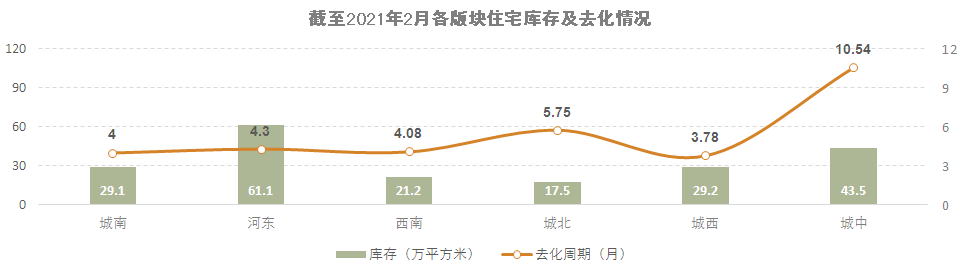 截至2021年2月各版块住宅库存及去化情况
120 12
10.54
90 9
5.75
60 4 4.3 4.08 3.78 6
30 3
29.1 61.1 21.2 17.5 29.2 43.5
0 0
城南 河东 西南 城北 城西 城中
库存（万平方米） 去化周期（月）